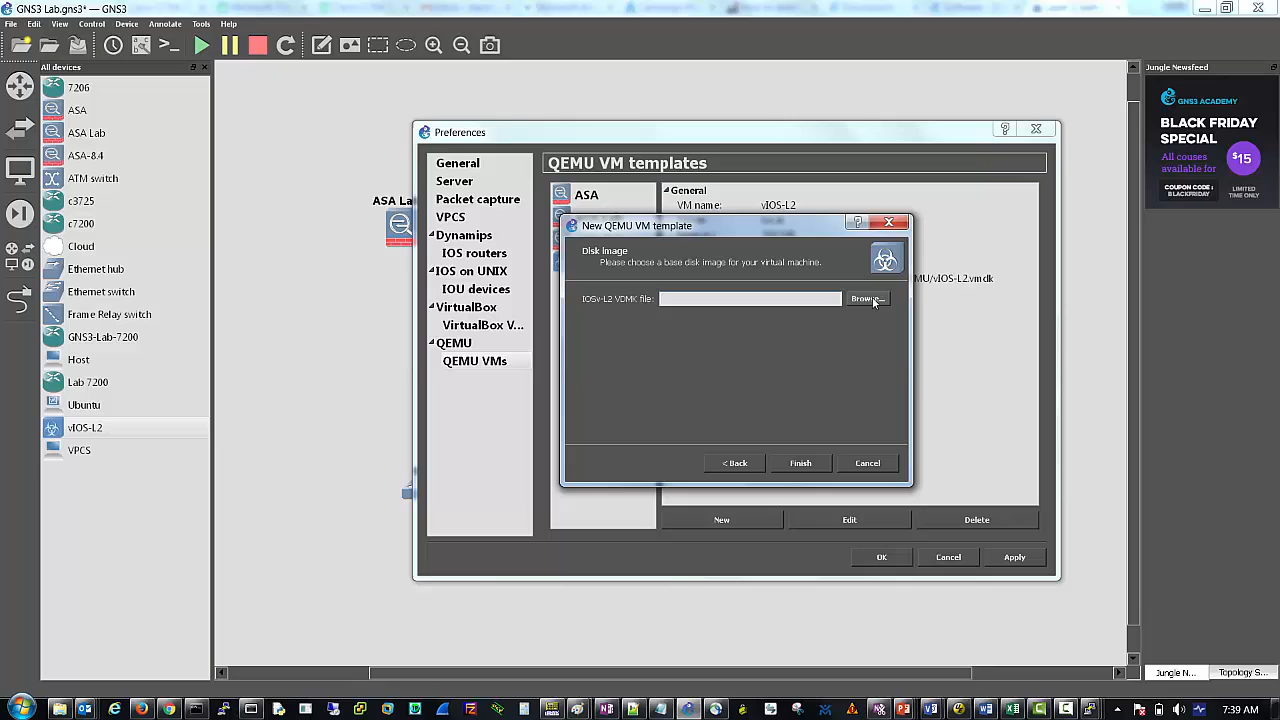 GNS3 Lab.gns3* — GNS3
File Edit View Control Device Annotate Tools Help
All devices
7206
ASA
ASA Lab
ASA-8.4
ATM switch
c3725
c7200
Cloud
Ethernet hub
Ethernet switch
Frame Relay switch
GNS3-Lab-7200
Host
Lab 7200
Ubuntu
vIOS-L2
VPCS
ASA La
Preferences
General
Server
Packet capture
VPCS
Dynamips
IOS routers
IOS on UNIX
IOU devices
VirtualBox
VirtualBox V...
QEMU
QEMU VMs
QEMU VM templates
ASA
General
VM name: vIOS-L2
MU/vIOS-L2.vmdk
New QEMU VM template
Disk Image
Please choose a base disk image for your virtual machine.
IOSv-L2 VDMK file:
Browse...
< Back Finish Cancel
New Edit Delete
OK Cancel Apply
Jungle Newsfeed
GNS3 ACADEMY
BLACK FRIDAY
SPECIAL
All couses
available for
$15
COUPON CODE:
BLACKFRIDAY
LIMITED
TIME ONLY
Jungle N... Topology S...
7:39 AM